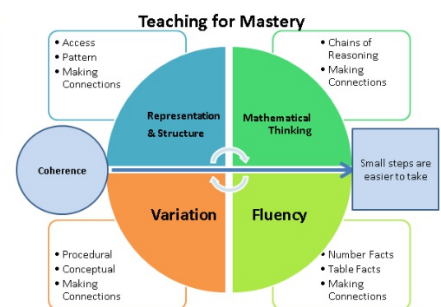 Teaching for Mastery
• Access
• Pattern
• Making
Connections
• Chains of
Reasoning
• Making
Connections
Representation
& Structure
Mathematical
Thinking
Coherence
Small steps are
easier to take
Variation
Fluency
• Procedural
• Conceptual
• Making
Connections
• Number Facts
• Table Facts
• Making
Connections